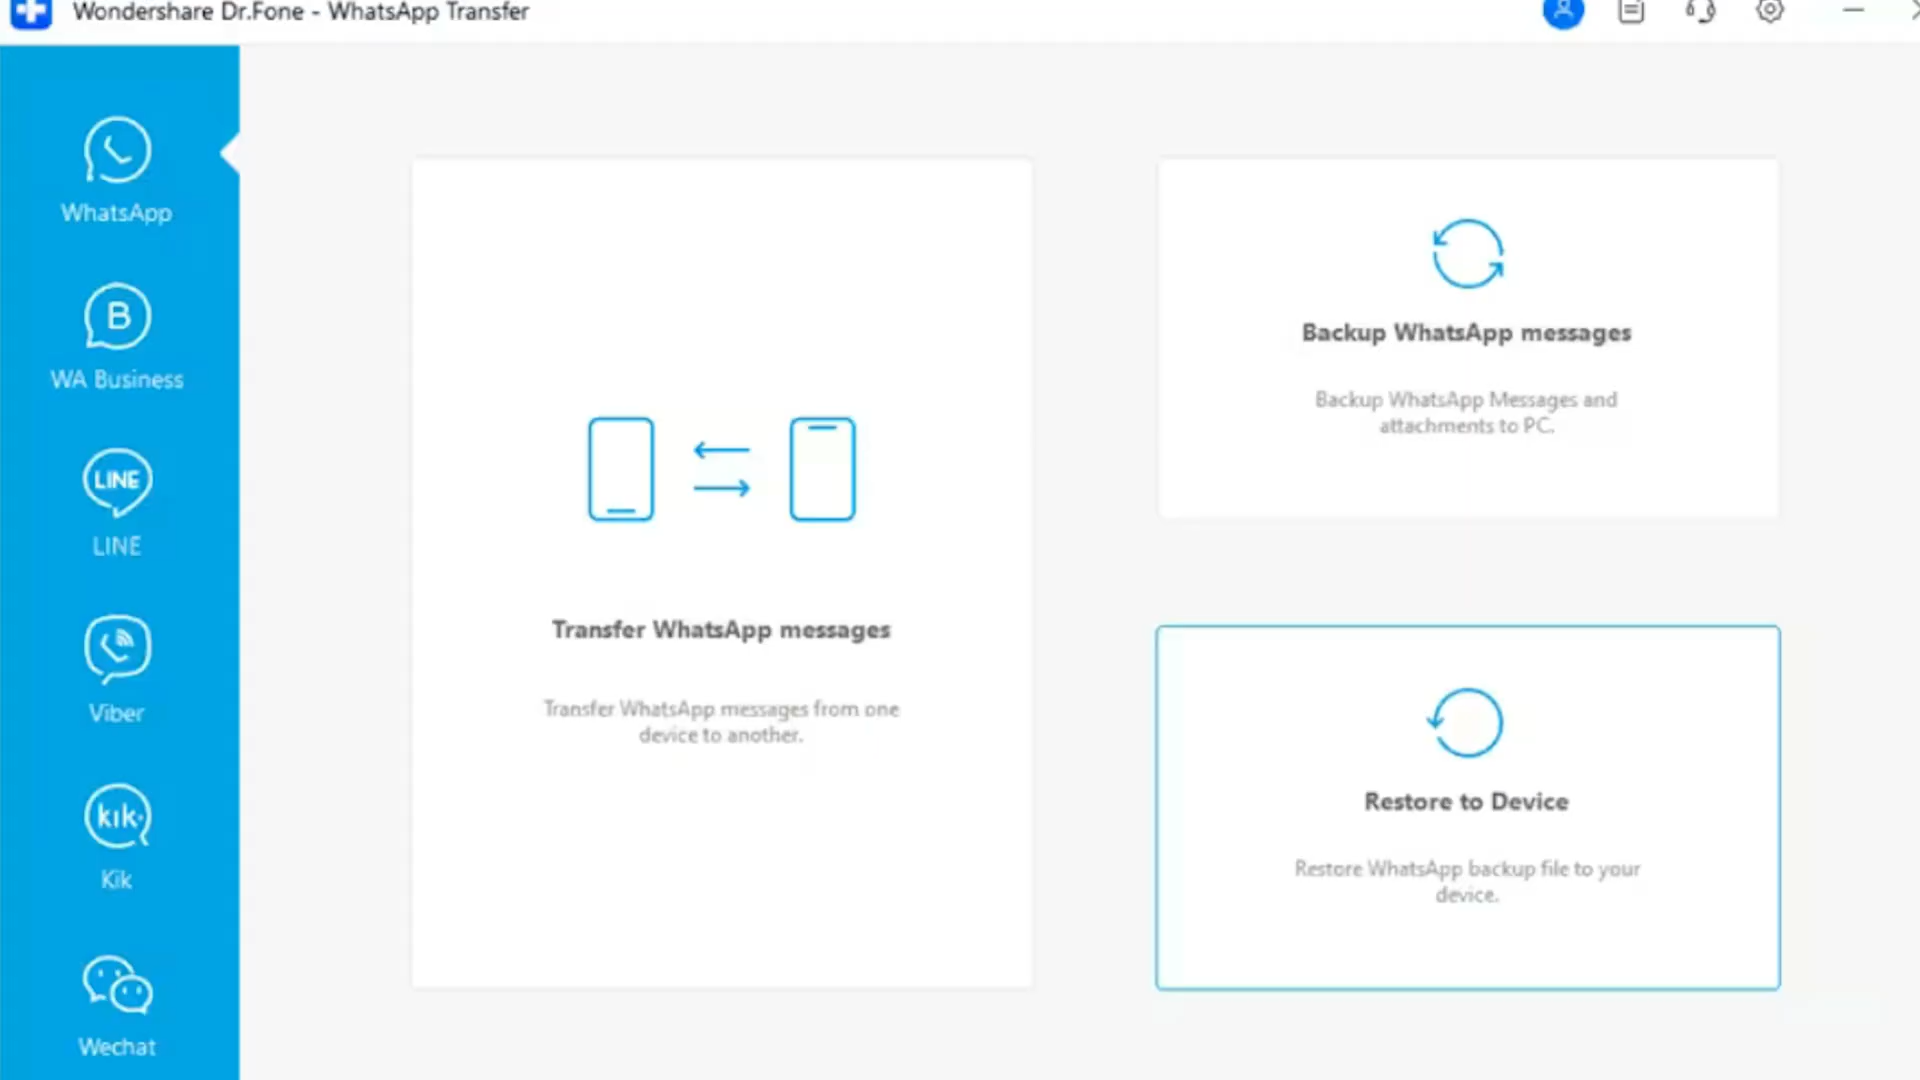 Wondershare Dr.Fone - WhatsApp Transfer
WhatsApp
B
WA Business
LINE
LINE
Viber
kik
Kik
Wechat
Transfer WhatsApp messages
Transfer WhatsApp messages from one
device to another.
Backup WhatsApp messages
Backup WhatsApp Messages and
attachments to PC.
Restore to Device
Restore WhatsApp backup file to your
device.